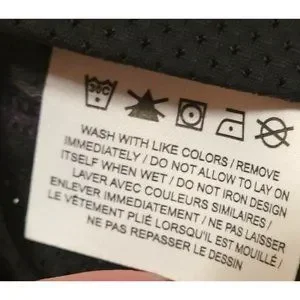 30C
WASH WITH LIKE COLORS / REMOVE
IMMEDIATELY / DO NOT ALLOW TO LAY ON
ITSELF WHEN WET / DO NOT IRON DESIGN
LAVER AVEC COULEURS SIMILAIRES /
ENLEVER IMMEDIATEMENT / NE PAS LAISSER
LE VÊTEMENT PLIÉ LORSQU'IL EST MOUILLÉ /
NE PAS REPASSER LE DESSIN